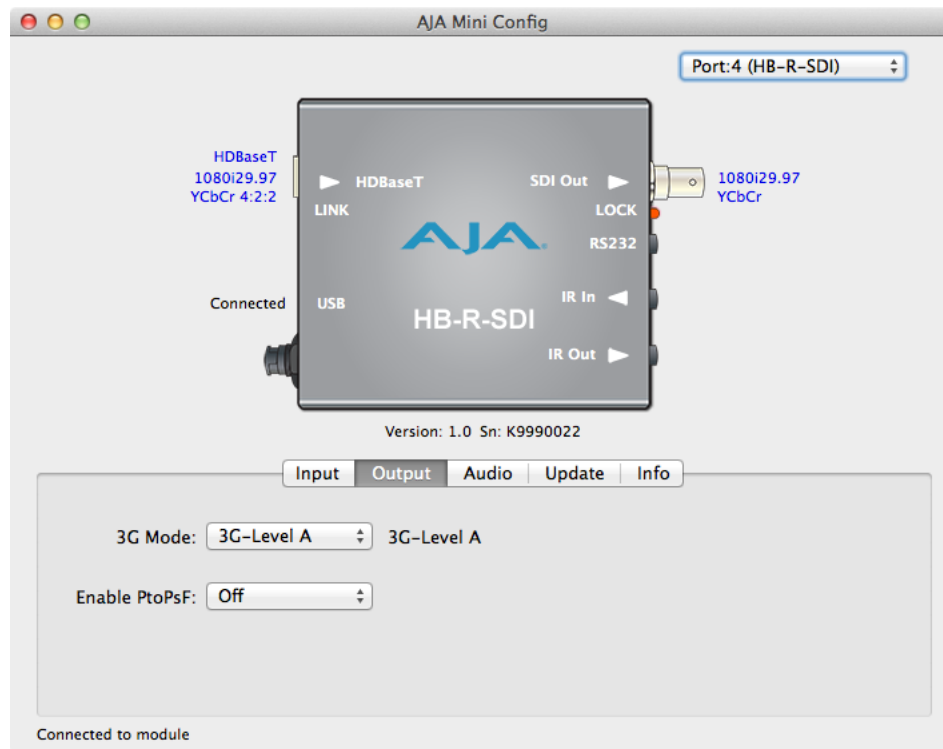 AJA Mini Config
Port:4 (HB-R-SDI)
HDBaseT
1080i29.97
YCbCr 4:2:2
HDBaseT
LINK
SDI Out
LOCK
1080i29.97
YCbCr
AJA
RS232
Connected
USB
IR In
HB-R-SDI
IR Out
Version: 1.0 Sn: K9990022
Input Output Audio Update Info
3G Mode: 3G-Level A 3G-Level A
Enable PtoPsF: Off
Connected to module